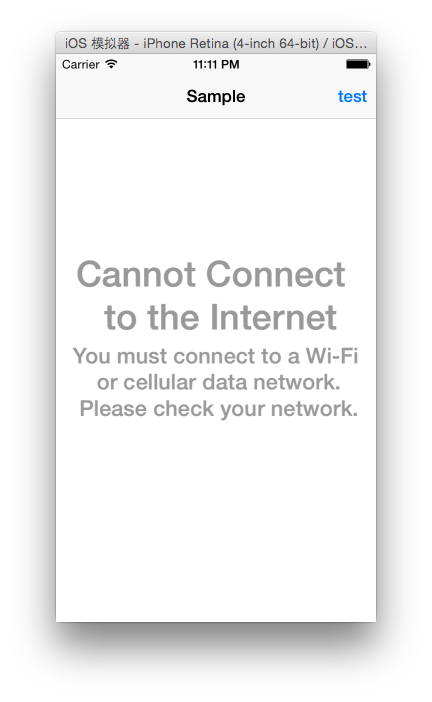 iOS 模拟器 - iPhone Retina (4-inch 64-bit) / iOS...
Carrier 11:11 PM
Sample test
Cannot Connect
to the Internet
You must connect to a Wi-Fi
or cellular data network.
Please check your network.